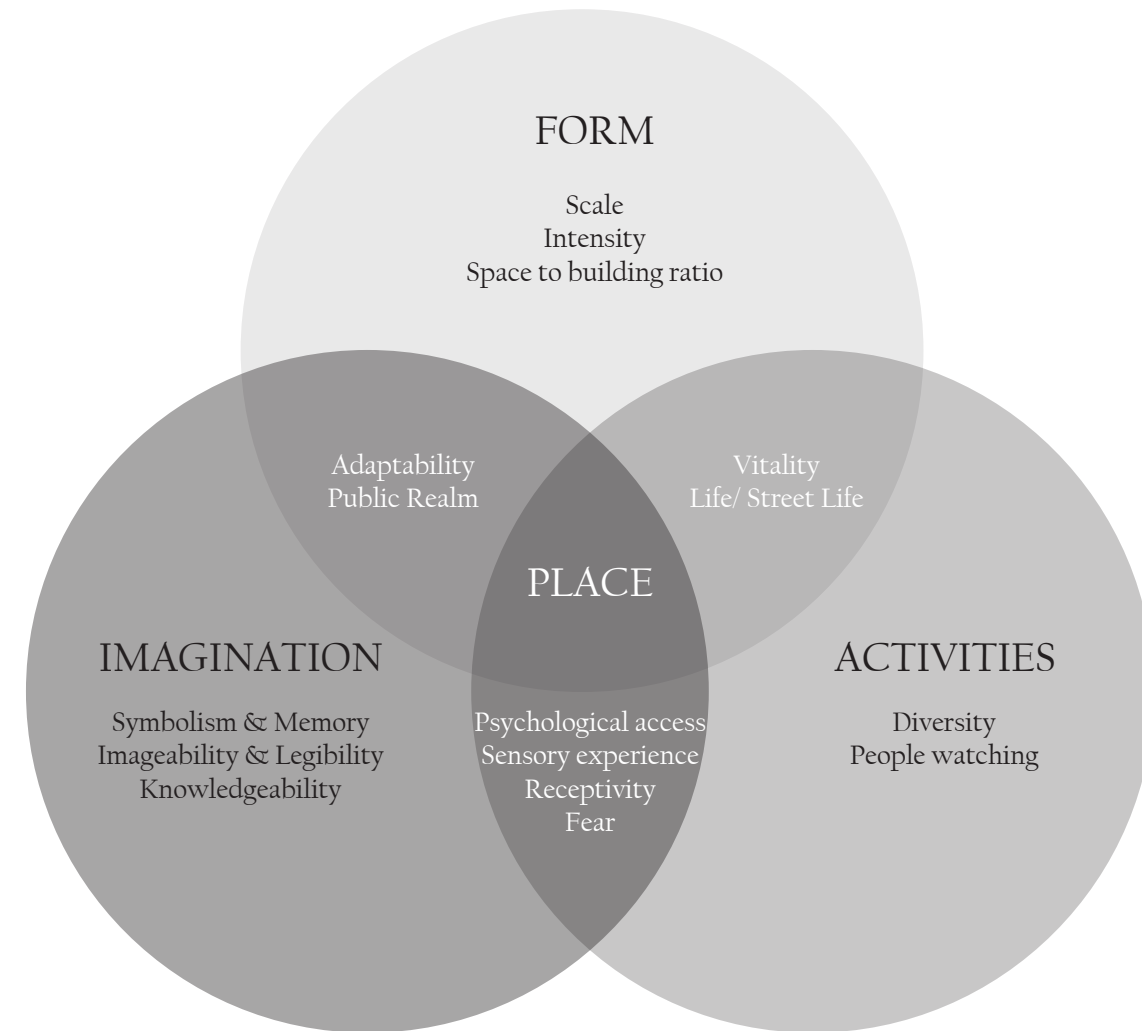 FORM
Scale
Intensity
Space to building ratio
Adaptability
Public Realm
Vitality
Life/ Street Life
PLACE
IMAGINATION
Symbolism & Memory
Imageability & Legibility
Knowledgeability
Psychological access
Sensory experience
Receptivity
Fear
ACTIVITIES
Diversity
People watching